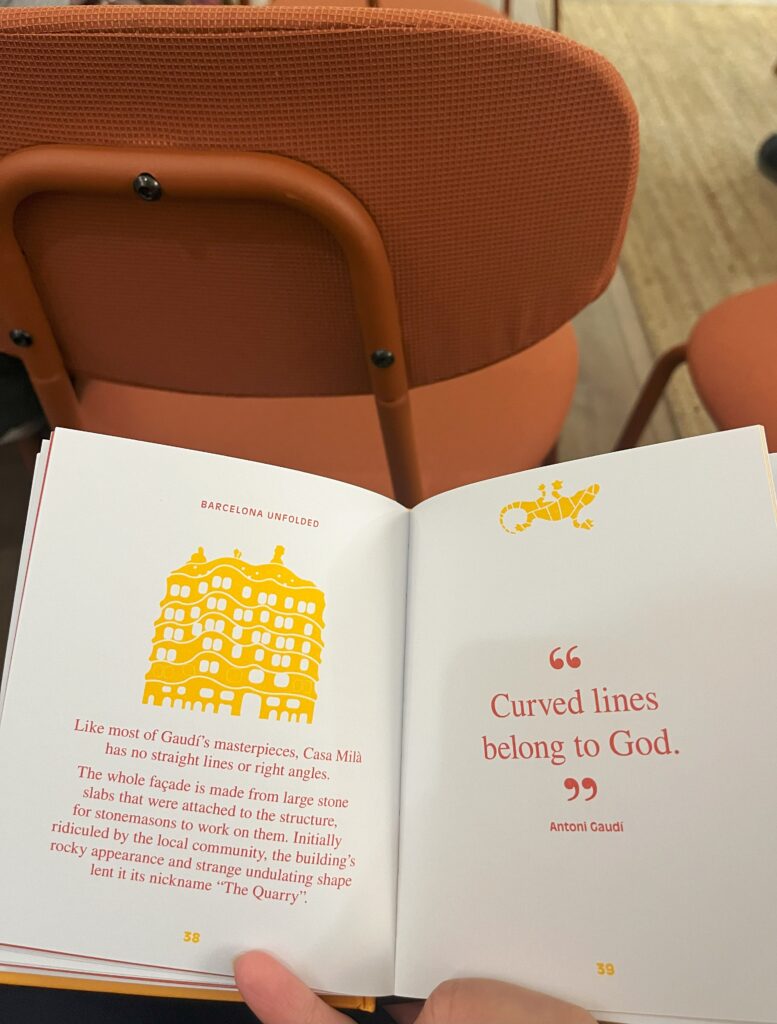 BARCELONA UNFOLDED
Like most of Gaudí's masterpieces, Casa Milà
has no straight lines or right angles.
The whole façade is made from large stone
slabs that were attached to the structure,
for stonemasons to work on them. Initially
ridiculed by the local community, the building's
rocky appearance and strange undulating shape
lent it its nickname “The Quarry”.
38
“
Curved lines
belong to God.
”
Antoni Gaudí
39